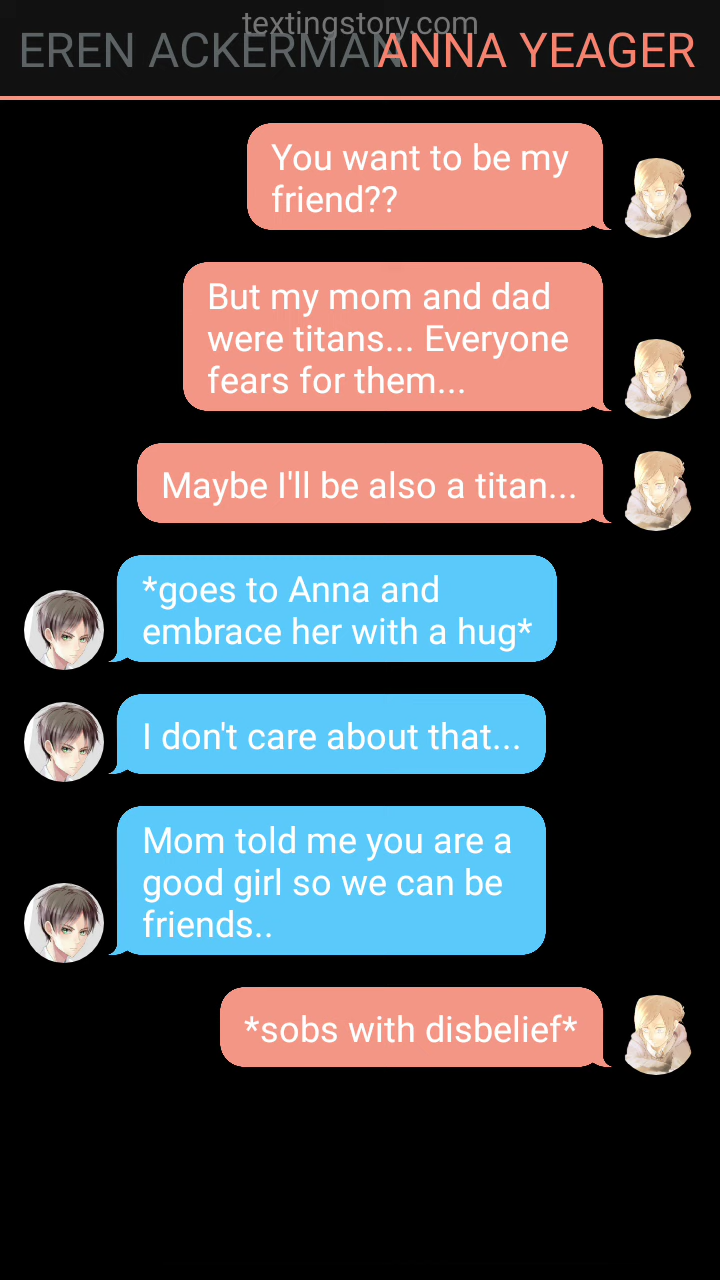 textingstory.com
EREN ACKERMAN
ANNA YEAGER
You want to be my
friend??
But my mom and dad
were titans... Everyone
fears for them...
Maybe I'll be also a titan...
*goes to Anna and
embrace her with a hug*
I don't care about that...
Mom told me you are a
good girl so we can be
friends..
*sobs with disbelief*